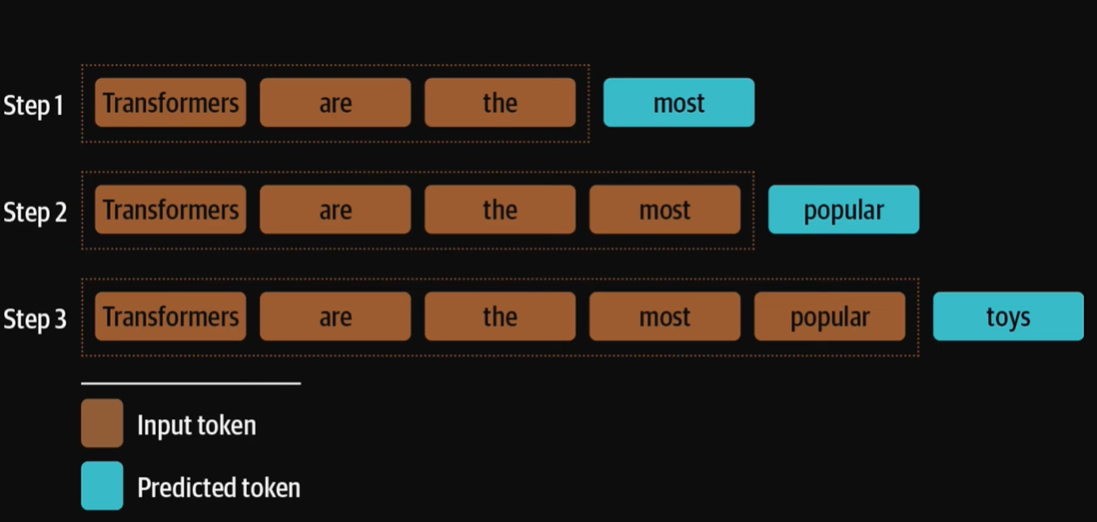 Step 1 Transformers are the most
Step 2 Transformers are the most popular
Step 3 Transformers are the most popular toys
Input token
Predicted token